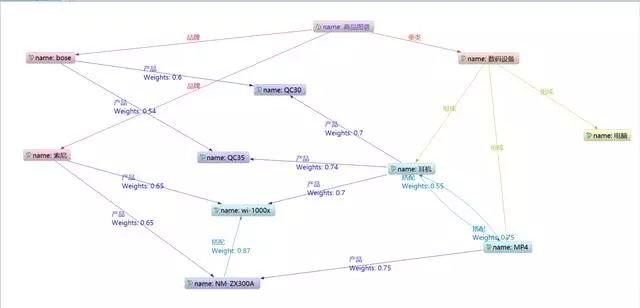 name: 商品图谱
品牌
垂类
name: bose
name: 数码设备
产品
Weights: 0.6
name: QC30
品牌
产品
Weights: 0.54
组成
组成
产品
Weights: 0.7
name: 电脑
组成
name: 索尼
name: QC35
产品
Weights: 0.74
name: 耳机
产品
Weights: 0.65
产品
Weights: 0.7
搭配
Weights: 0.55
产品
Weights: 0.65
name: wi-1000x
搭配
Weights: 0.75
搭配
Weights: 0.87
name: MP4
产品
Weights: 0.75
name: NM-ZX300A